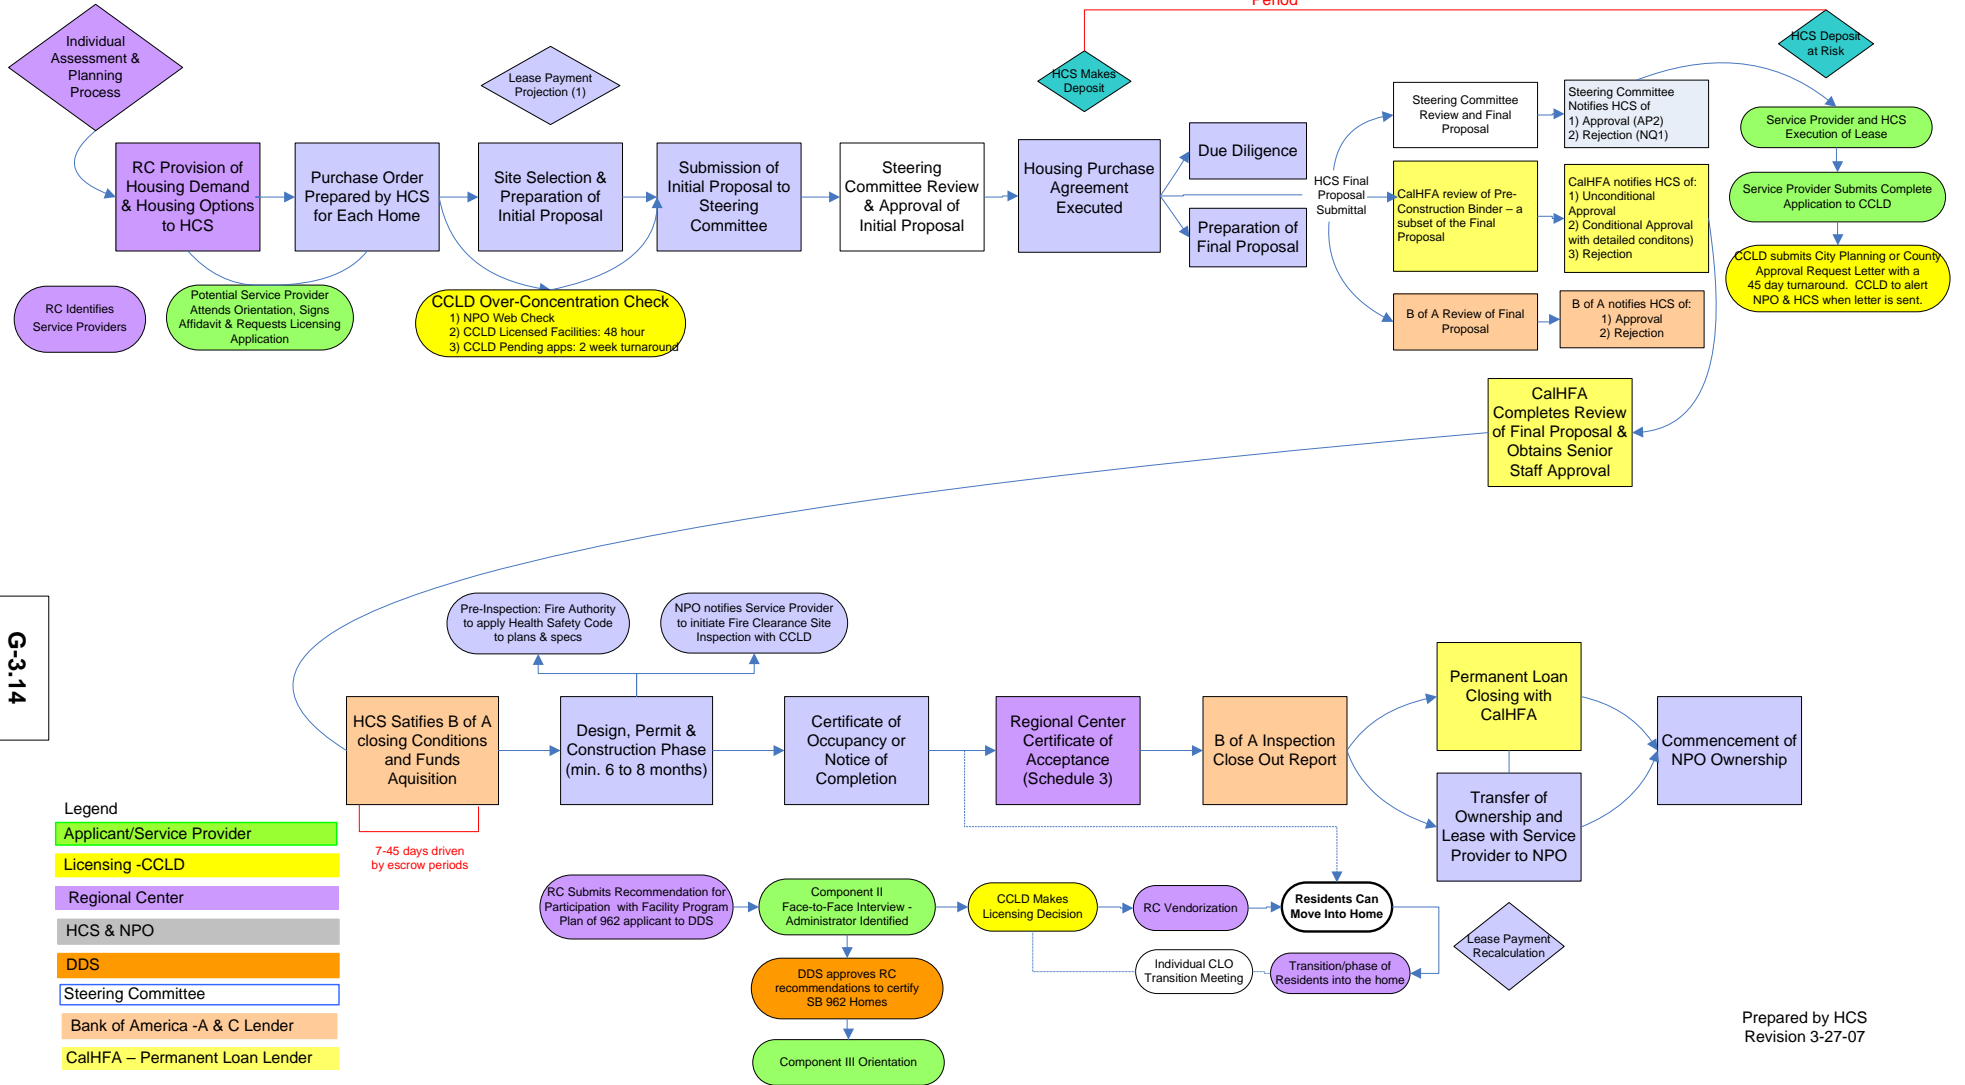 Period
Individual
Assessment &
Planning
Process
Lease Payment
Projection (1)
HCS Makes
Deposit
HCS Deposit
at Risk
RC Provision of
Housing Demand
& Housing Options
to HCS
Purchase Order
Prepared by HCS
for Each Home
Site Selection &
Preparation of
Initial Proposal
Submission of
Initial Proposal to
Steering
Committee
Steering
Committee Review
& Approval of
Initial Proposal
Housing Purchase
Agreement
Executed
Due Diligence
Preparation of
Final Proposal
HCS Final
Proposal
Submittal
Steering Committee
Review and Final
Proposal
Steering Committee
Notifies HCS of
1) Approval (AP2)
2) Rejection (NQ1)
CalHFA review of Pre-
Construction Binder – a
subset of the Final
Proposal
CalHFA notifies HCS of:
1) Unconditional
Approval
2) Conditional Approval
with detailed conditons)
3) Rejection
B of A Review of Final
Proposal
B of A notifies HCS of:
1) Approval
2) Rejection
Service Provider and HCS
Execution of Lease
Service Provider Submits Complete
Application to CCLD
CCLD submits City Planning or County
Approval Request Letter with a
45 day turnaround. CCLD to alert
NPO & HCS when letter is sent.
RC Identifies
Service Providers
Potential Service Provider
Attends Orientation, Signs
Affidavit & Requests Licensing
Application
CCLD Over-Concentration Check
1) NPO Web Check
2) CCLD Licensed Facilities: 48 hour
3) CCLD Pending apps: 2 week turnaround
CalHFA
Completes Review
of Final Proposal &
Obtains Senior
Staff Approval
G-3.14
Pre-Inspection: Fire Authority
to apply Health Safety Code
to plans & specs
NPO notifies Service Provider
to initiate Fire Clearance Site
Inspection with CCLD
HCS Satifies B of A
closing Conditions
and Funds
Aquisition
Design, Permit &
Construction Phase
(min. 6 to 8 months)
Certificate of
Occupancy or
Notice of
Completion
Regional Center
Certificate of
Acceptance
(Schedule 3)
B of A Inspection
Close Out Report
Permanent Loan
Closing with
CalHFA
Transfer of
Ownership and
Lease with Service
Provider to NPO
Commencement of
NPO Ownership
7-45 days driven
by escrow periods
Legend
Applicant/Service Provider
Licensing -CCLD
Regional Center
HCS & NPO
DDS
Steering Committee
Bank of America -A & C Lender
CalHFA – Permanent Loan Lender
RC Submits Recommendation for
Participation with Facility Program
Plan of 962 applicant to DDS
Component II
Face-to-Face Interview -
Administrator Identified
CCLD Makes
Licensing Decision
RC Vendorization
Residents Can
Move Into Home
DDS approves RC
recommendations to certify
SB 962 Homes
Individual CLO
Transition Meeting
Transition/phase of
Residents into the home
Lease Payment
Recalculation
Component III Orientation
Prepared by HCS
Revision 3-27-07